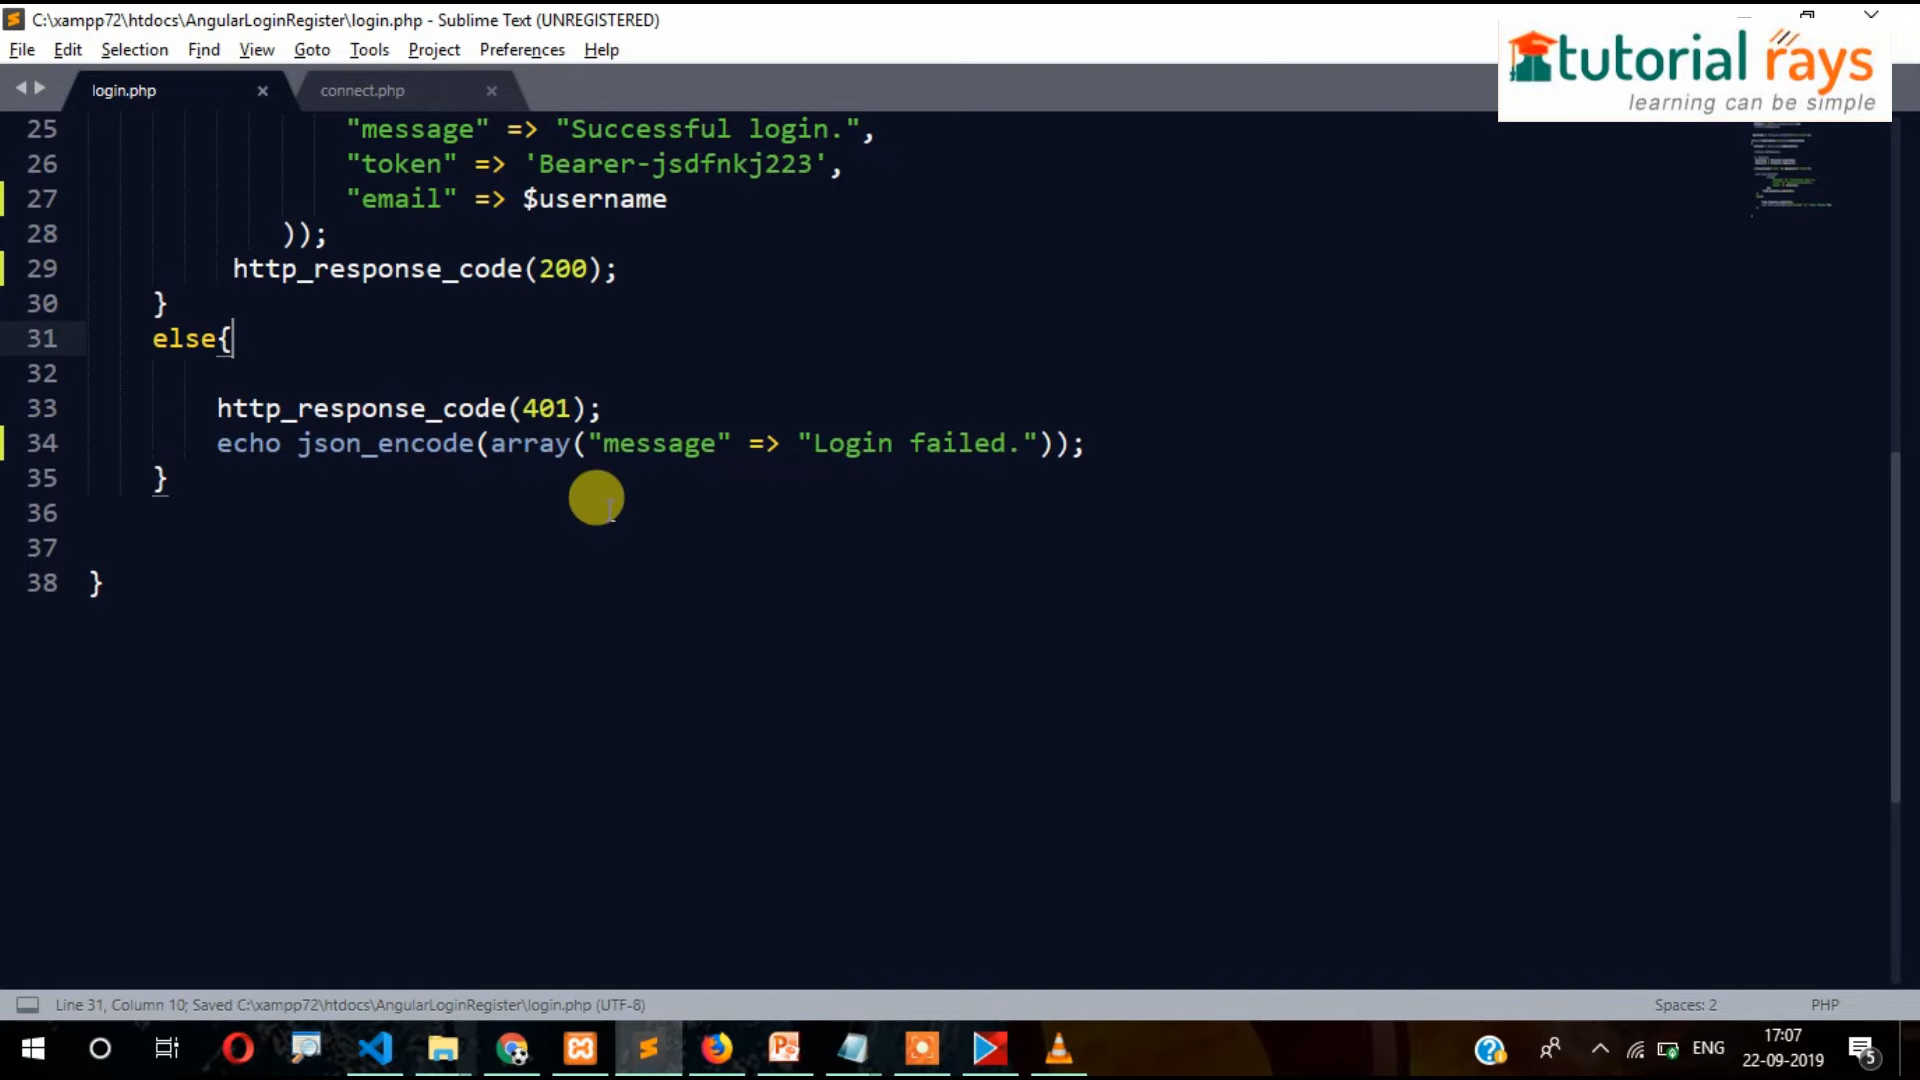 C:\xampp72\htdocs\AngularLoginRegister\login.php - Sublime Text (UNREGISTERED)
File Edit Selection Find View Goto Tools Project Preferences Help
tutorial rays
learning can be simple
login.php connect.php
25 "message" => "Successful login.",
26 "token" => 'Bearer-jsdfnkj223',
27 "email" => $username
28 ));
29 http_response_code(200);
30 }
31 else{
32
33 http_response_code(401);
34 echo json_encode(array("message" => "Login failed."));
35 }
36
37
38 }
Line 31, Column 10; Saved C:\xampp72\htdocs\AngularLoginRegister\login.php (UTF-8) Spaces: 2 PHP
ENG 17:07
22-09-2019 5